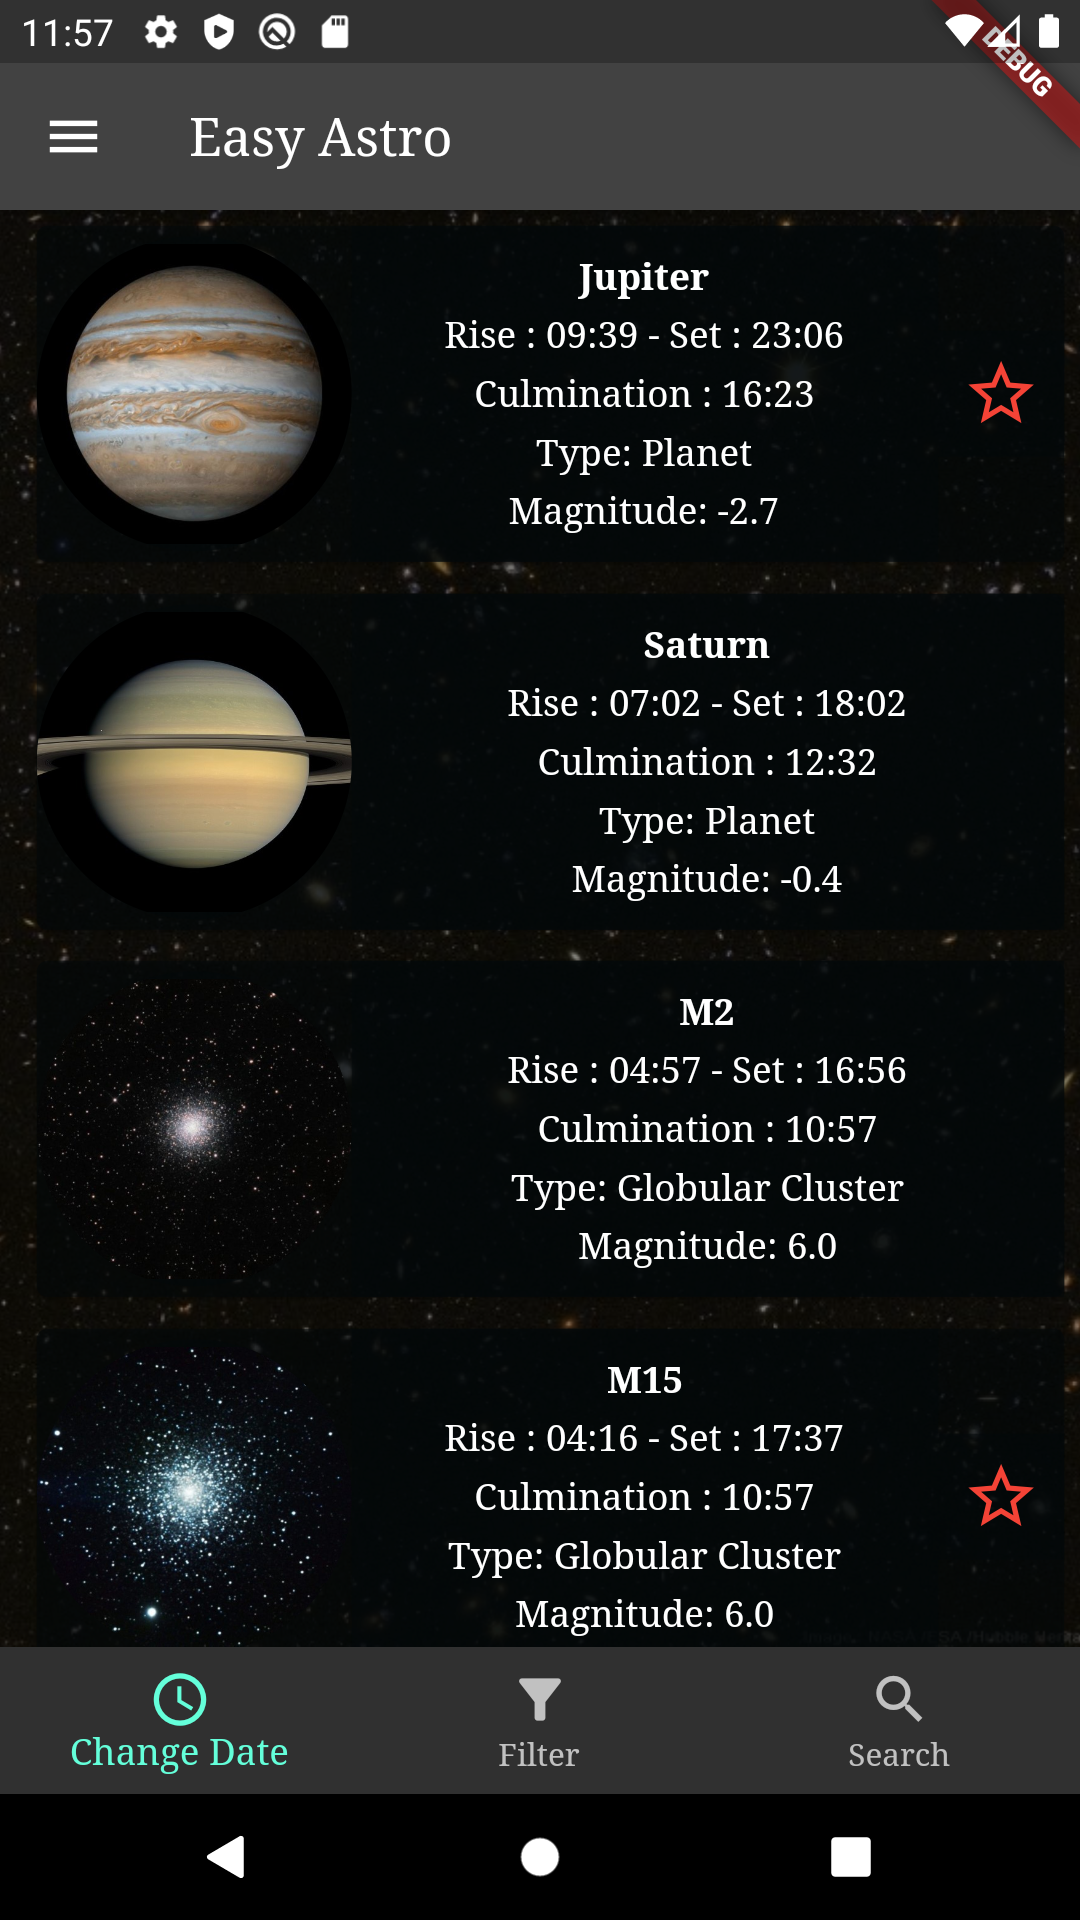 11:57
DEBUG
Easy Astro
Jupiter
Rise : 09:39 - Set : 23:06
Culmination : 16:23
Type: Planet
Magnitude: -2.7
Saturn
Rise : 07:02 - Set : 18:02
Culmination : 12:32
Type: Planet
Magnitude: -0.4
M2
Rise : 04:57 - Set : 16:56
Culmination : 10:57
Type: Globular Cluster
Magnitude: 6.0
M15
Rise : 04:16 - Set : 17:37
Culmination : 10:57
Type: Globular Cluster
Magnitude: 6.0
Change Date
Filter
Search